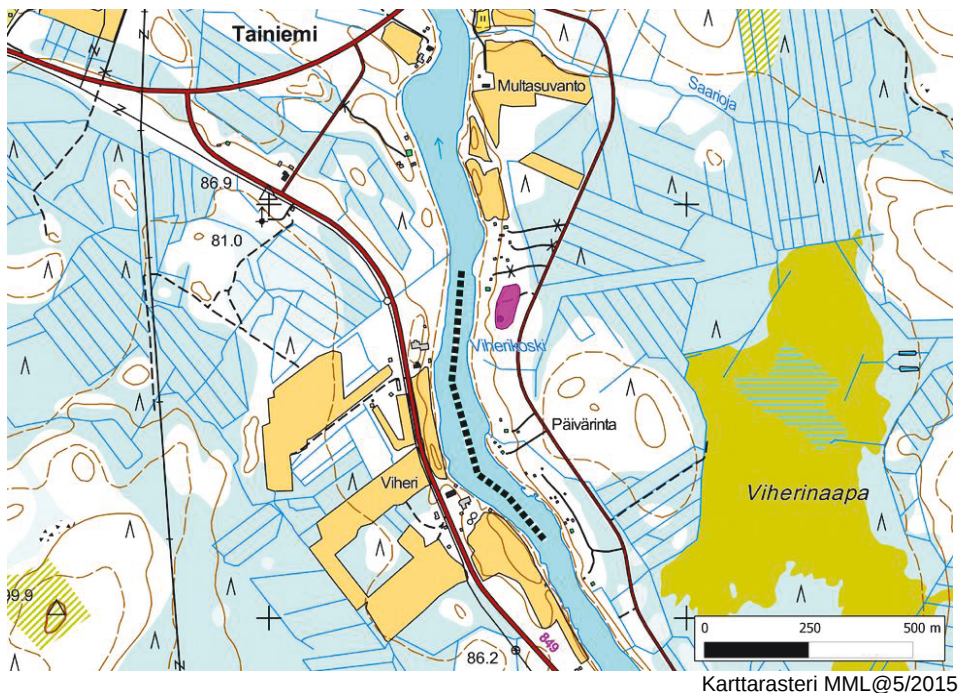 Tainiemi
Multasuvanto
Saarioja
86.9
81.0
Viherikoski
Päivärinta
Viheri
Viherinaapa
99.9
849
86.2
0 250 500 m
Karttarasteri MML@5/2015